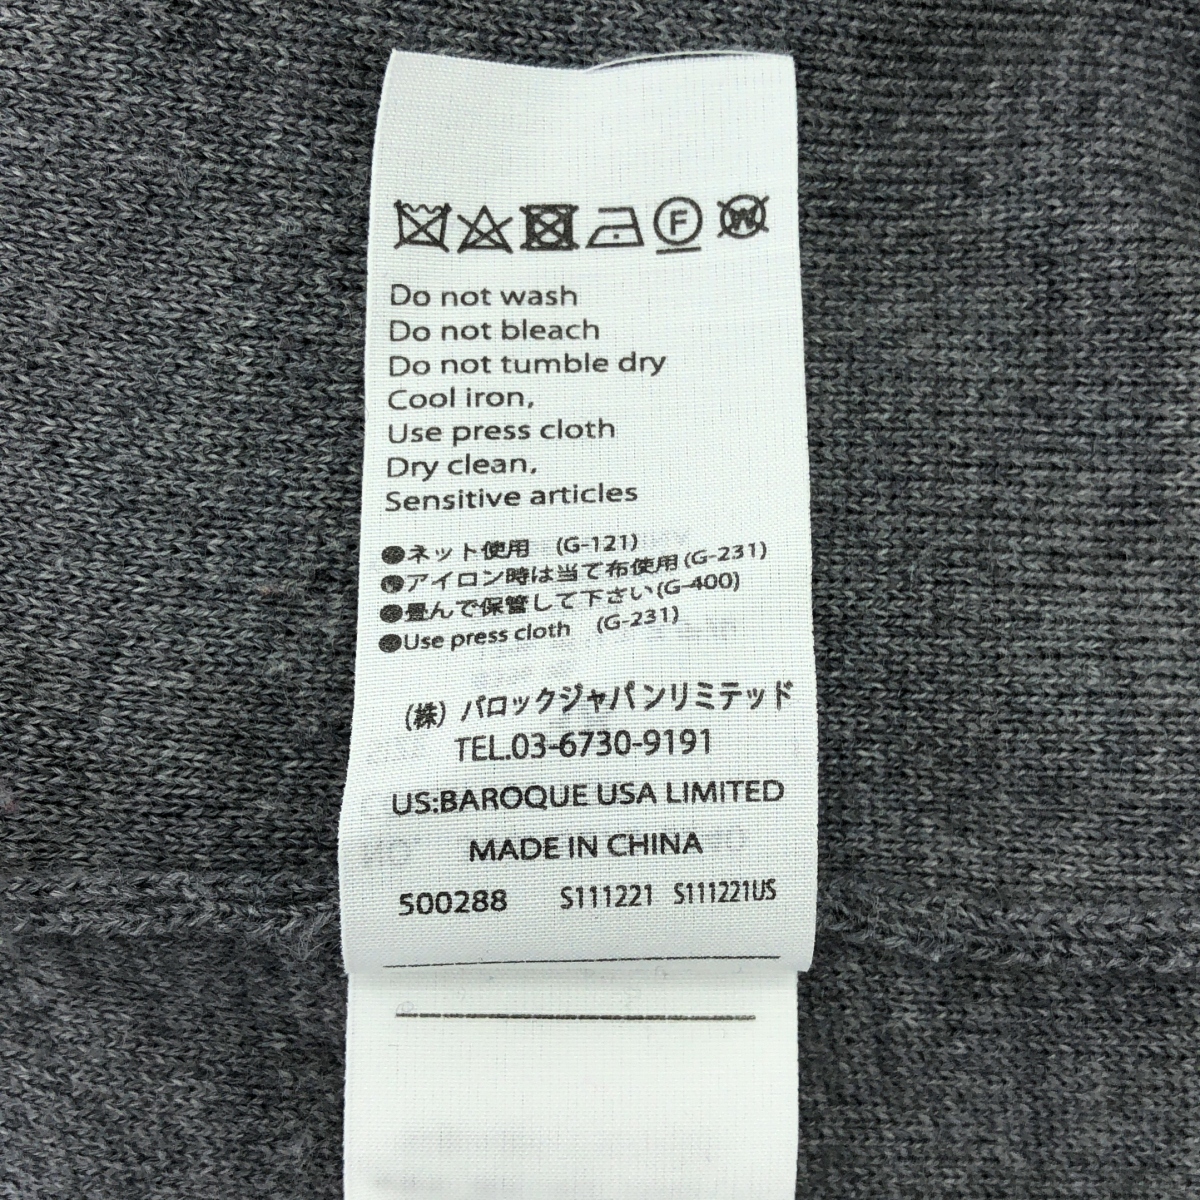 F W
Do not wash
Do not bleach
Do not tumble dry
Cool iron,
Use press cloth
Dry clean,
Sensitive articles
●ネット使用 (G-121)
●アイロン時は当て布使用(G-231)
●畳んで保管して下さい(G-400)
●Use press cloth (G-231)
(株) バロックジャパンリミテッド
TEL.03-6730-9191
US:BAROQUE USA LIMITED
MADE IN CHINA
500288 S111221 S111221US